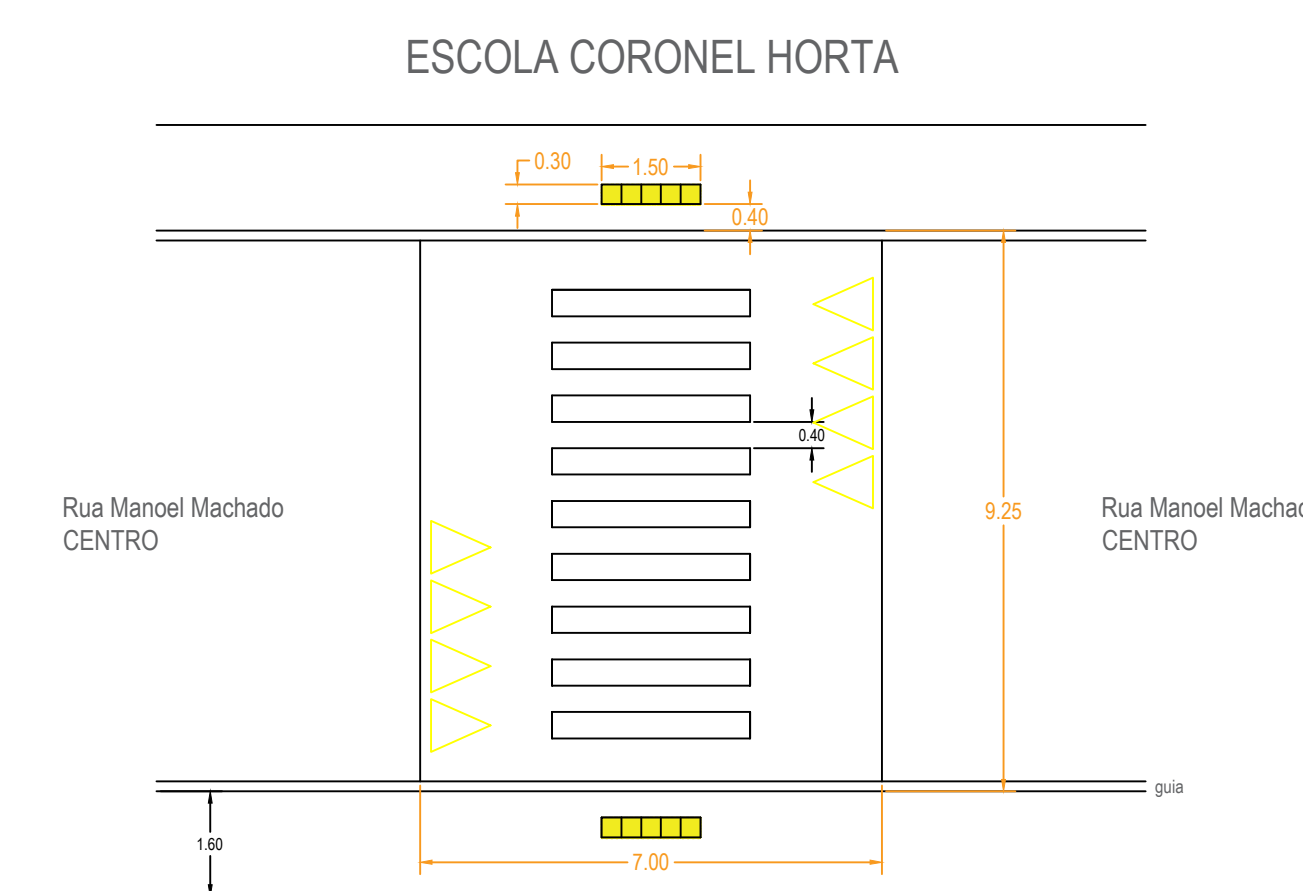 ESCOLA CORONEL HORTA
0.30
1.50
0.40
0.40
Rua Manoel Machado
CENTRO
9.25
Rua Manoel Machad
CENTRO
guia
1.60
7.00